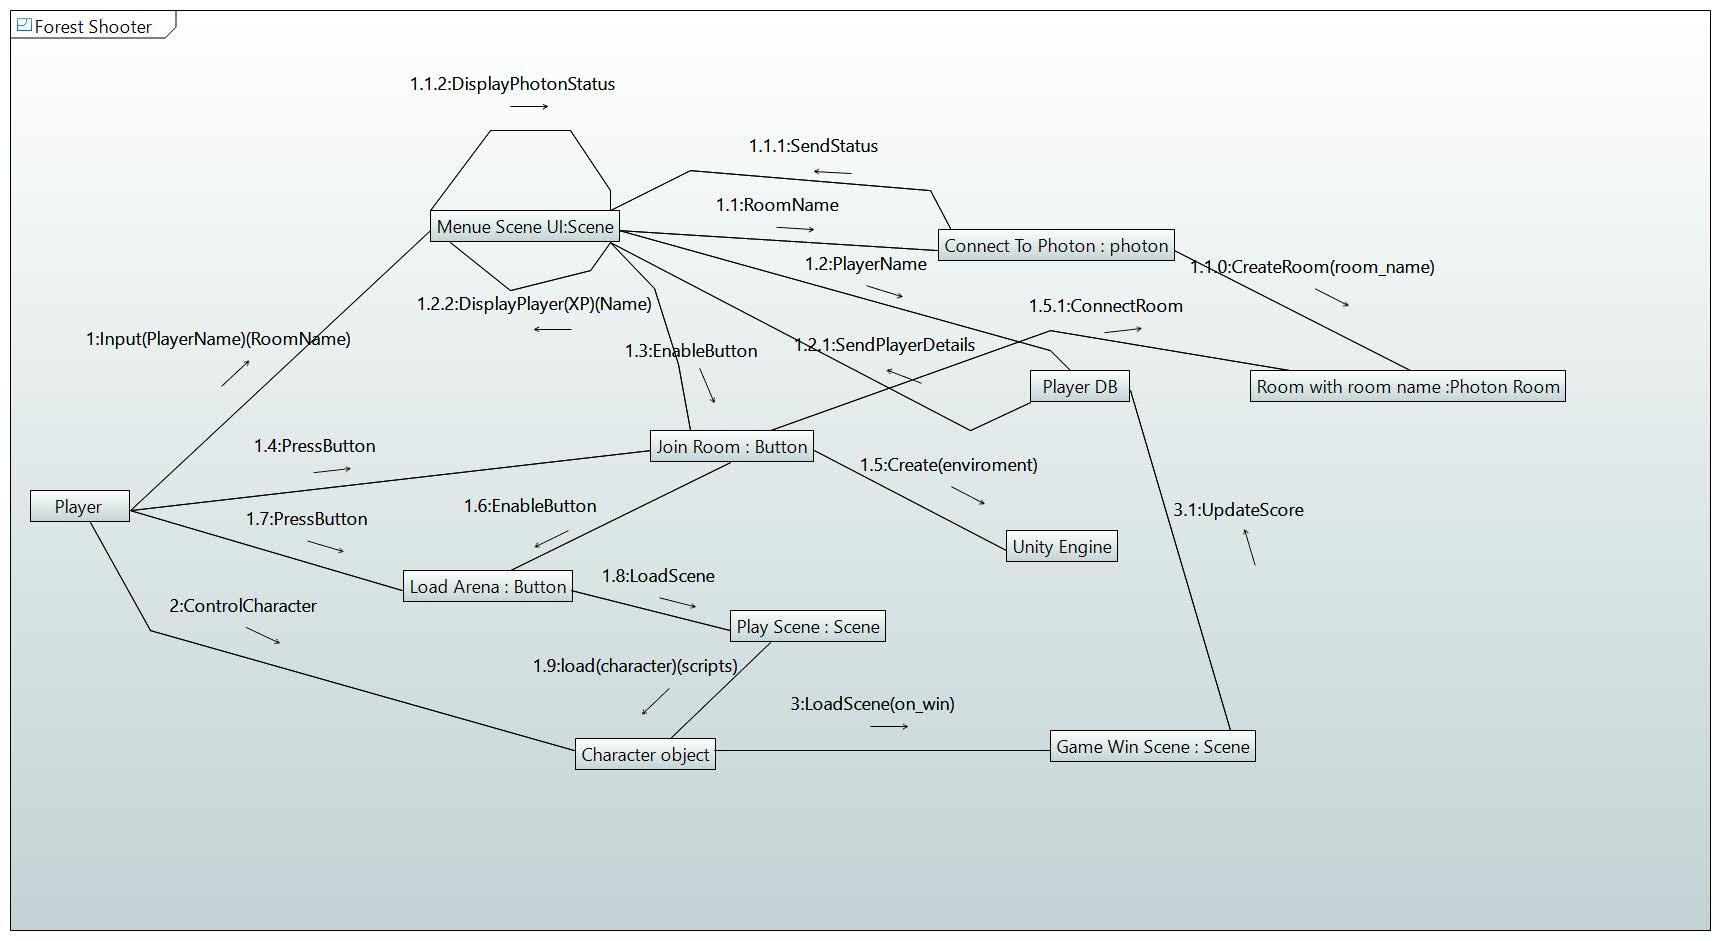 Forest Shooter
1.1.2:DisplayPhotonStatus
1.1.1:SendStatus
1.1:RoomName
Menue Scene UI:Scene
Connect To Photon : photon
1.2:PlayerName
1.1.0:CreateRoom(room_name)
1.2.2:DisplayPlayer(XP)(Name)
1.5.1:ConnectRoom
1:Input(PlayerName)(RoomName)
1.3:EnableButton
1.2.1:SendPlayerDetails
Player DB
Room with room name :Photon Room
1.4:PressButton
Join Room : Button
1.5:Create(enviroment)
Player
1.7:PressButton
1.6:EnableButton
3.1:UpdateScore
Unity Engine
Load Arena : Button
1.8:LoadScene
2:ControlCharacter
Play Scene : Scene
1.9:load(character)(scripts)
3:LoadScene(on_win)
Character object
Game Win Scene : Scene